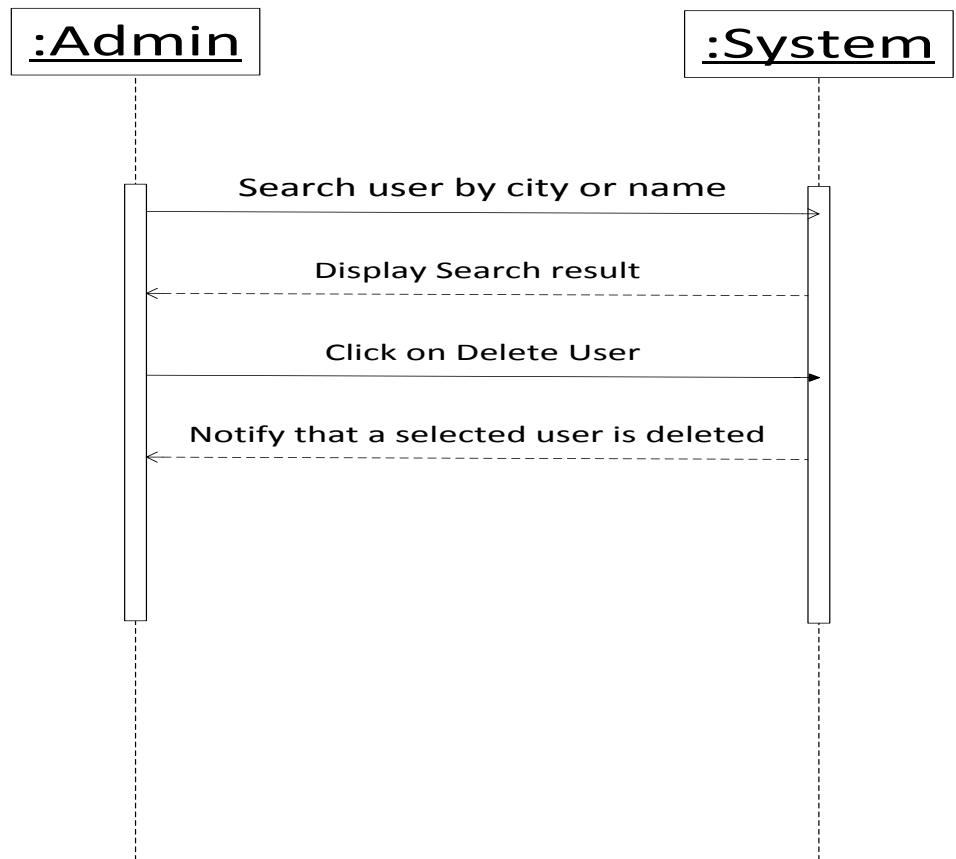 :Admin
:System
Search user by city or name
Display Search result
Click on Delete User
Notify that a selected user is deleted